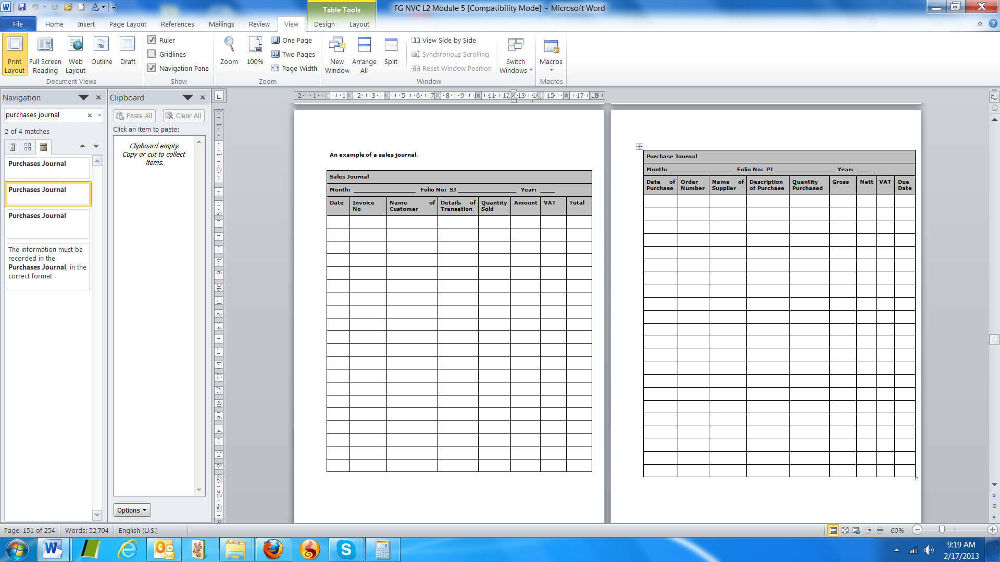 FG NVC L2 Module 5 [Compatibility Mode] - Microsoft Word
Table Tools
File Home Insert Page Layout References Mailings Review View Design Layout
Print Layout
Full Screen Reading
Web Layout
Outline
Draft
Document Views
Ruler
Gridlines
Navigation Pane
Show
Zoom
100%
One Page
Two Pages
Page Width
Zoom
New Window
Arrange All
Split
View Side by Side
Synchronous Scrolling
Reset Window Position
Switch Windows
Window
Macros
Macros
Navigation
purchases journal
2 of 4 matches
Purchases Journal
Purchases Journal
Purchases Journal
The information must be
recorded in the
Purchases Journal, in the
correct format
Clipboard
Paste All Clear All
Click an item to paste:
Clipboard empty.
Copy or cut to collect
items.
Options
An example of a sales journal.
Sales Journal
Month: ____________________ Folio No: SJ ____________________ Year: _____
Date
Invoice No
Name of Customer
Details of Transation
Quantity Sold
Amount
VAT
Total
Purchase Journal
Month: ____________________ Folio No: PJ ____________________ Year: _____
Date of Purchase
Order Number
Name of Supplier
Description of Purchase
Quantity Purchased
Gross
Nett
VAT
Due Date
Page: 151 of 254 Words: 52,704 English (U.S.)
60%
9:19 AM
2/17/2013